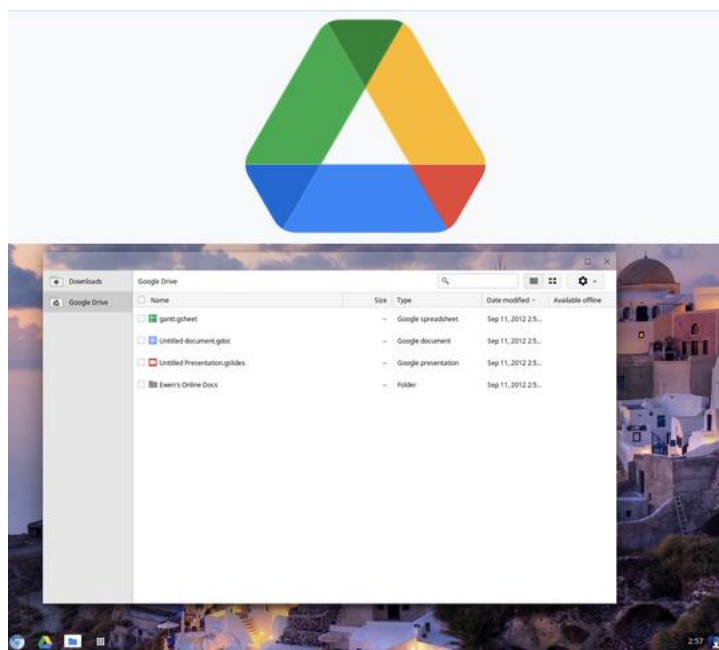 Downloads
Google Drive
Google Drive
Name Size Type Date modified Available offline
gantt.gsheet -- Google spreadsheet Sep 11, 2012 2:5...
Untitled document.gdoc -- Google document Sep 11, 2012 2:5...
Untitled Presentation.gslides -- Google presentation Sep 11, 2012 2:5...
Ewen's Online Docs -- Folder Sep 11, 2012 2:5...
2:57